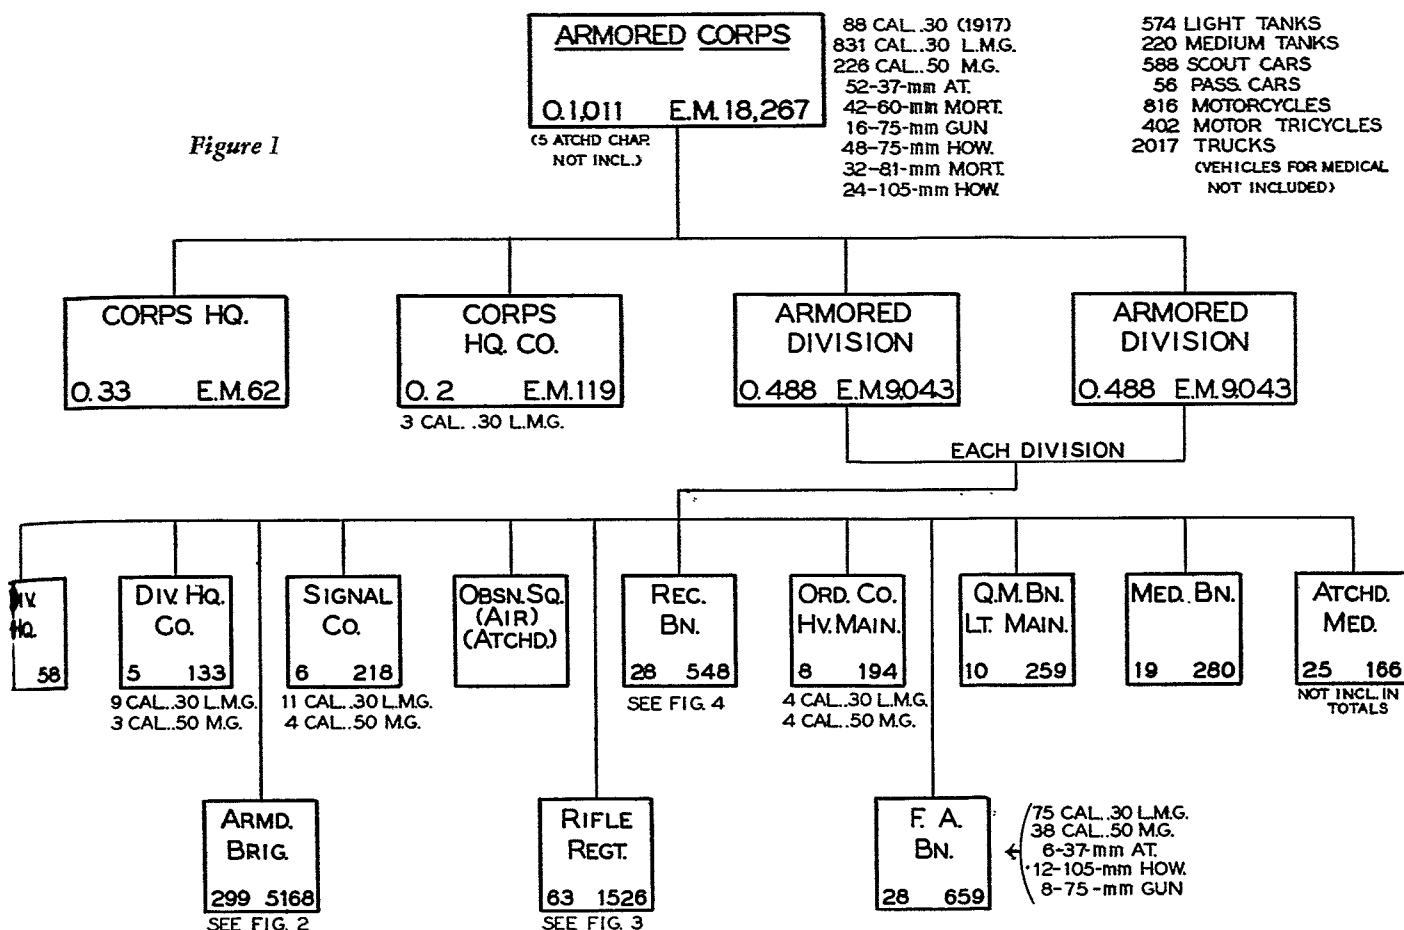 Figure 1
ARMORED CORPS
O.1,011 E.M.18,267
(5 ATCHD CHAP.
NOT INCL.)
88 CAL..30 (1917)
831 CAL..30 L.M.G.
226 CAL..50 M.G.
52-37-mm AT.
42-60-mm MORT.
16-75-mm GUN
48-75-mm HOW.
32-81-mm MORT.
24-105-mm HOW.
574 LIGHT TANKS
220 MEDIUM TANKS
588 SCOUT CARS
56 PASS. CARS
816 MOTORCYCLES
402 MOTOR TRICYCLES
2017 TRUCKS
(VEHICLES FOR MEDICAL
NOT INCLUDED)
CORPS HQ.
O.33 E.M.62
CORPS
HQ. CO.
O.2 E.M.119
3 CAL..30 L.M.G.
ARMORED
DIVISION
O.488 E.M.9,043
ARMORED
DIVISION
O.488 E.M.9,043
EACH DIVISION
IV.
HQ.
58
DIV. HQ.
CO.
5 133
9 CAL..30 L.M.G.
3 CAL..50 M.G.
SIGNAL
CO.
6 218
11 CAL..30 L.M.G.
4 CAL..50 M.G.
OBSN.SQ.
(AIR)
(ATCHD.)
REC.
BN.
28 548
SEE FIG. 4
ORD. CO.
HV. MAIN.
8 194
4 CAL..30 L.M.G.
4 CAL..50 M.G.
Q.M.BN.
LT. MAIN.
10 259
MED. BN.
19 280
ATCHD.
MED.
25 166
NOT INCL. IN
TOTALS
ARMD.
BRIG.
299 5168
SEE FIG. 2
RIFLE
REGT.
63 1526
SEE FIG. 3
F. A.
BN.
28 659
75 CAL..30 L.M.G.
38 CAL..50 M.G.
6-37-mm AT.
12-105-mm HOW.
8-75-mm GUN